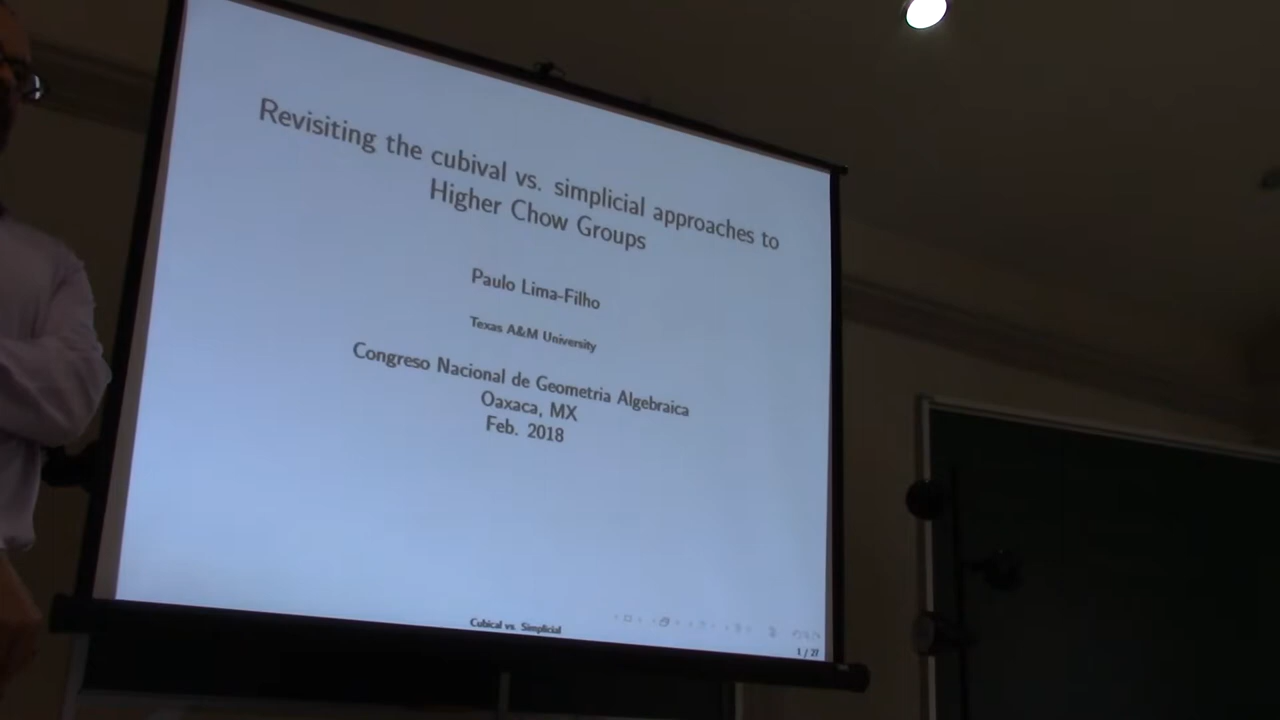 Revisiting the cubival vs. simplicial approaches to
Higher Chow Groups
Paulo Lima-Filho
Texas A&M University
Congreso Nacional de Geometria Algebraica
Oaxaca, MX
Feb. 2018
Cubical vs. Simplicial
1 / 27